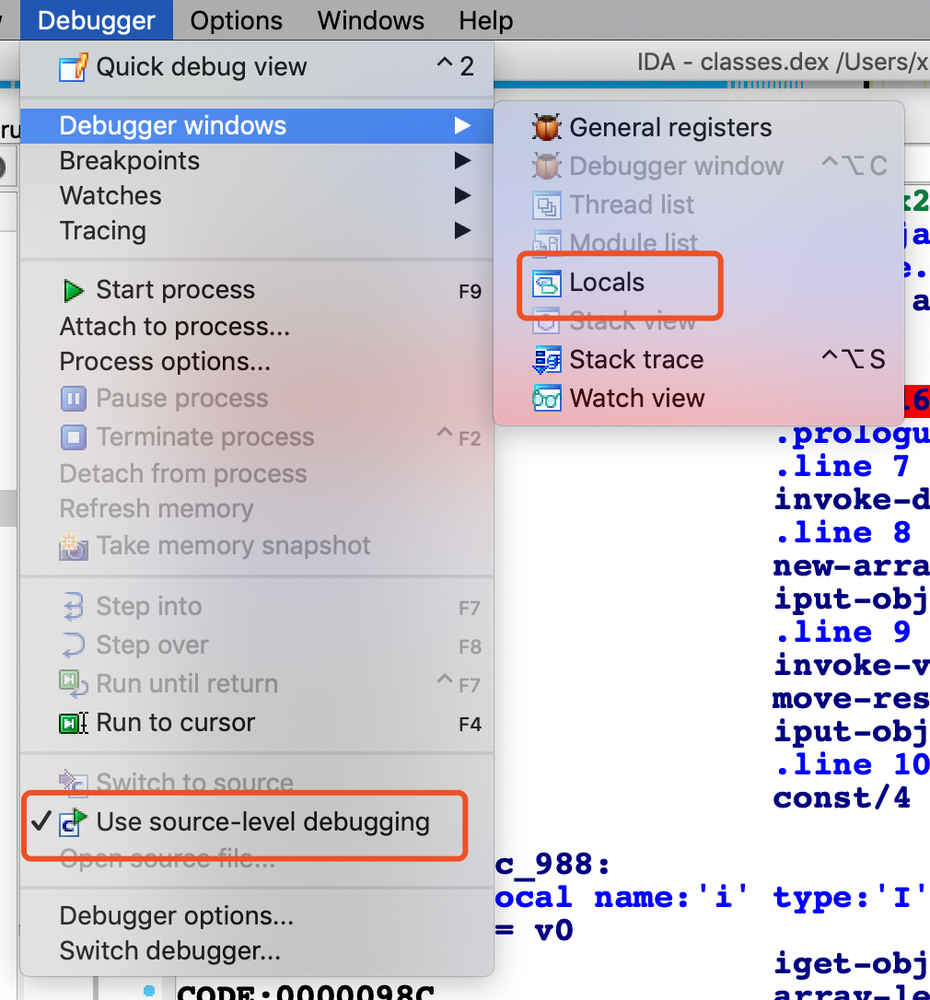 Debugger Options Windows Help
IDA - classes.dex /Users/x
Quick debug view ^ 2
Debugger windows
Breakpoints
Watches
Tracing
Start process F9
Attach to process...
Process options...
Pause process
Terminate process ^ F2
Detach from process
Refresh memory
Take memory snapshot
Step into F7
Step over F8
Run until return ^ F7
Run to cursor F4
Switch to source
Use source-level debugging
Open source file...
Debugger options...
Switch debugger...
General registers
Debugger window ^⌥C
Thread list
Module list
Locals
Stack view
Stack trace ^⌥S
Watch view
.prologu
.line 7
invoke-d
.line 8
new-arra
iput-obj
.line 9
invoke-v
move-res
iput-obj
.line 10
const/4
c_988:
ocal name:'i' type:'I'
= v0
iget-obj
array-le
CODE:0000098C